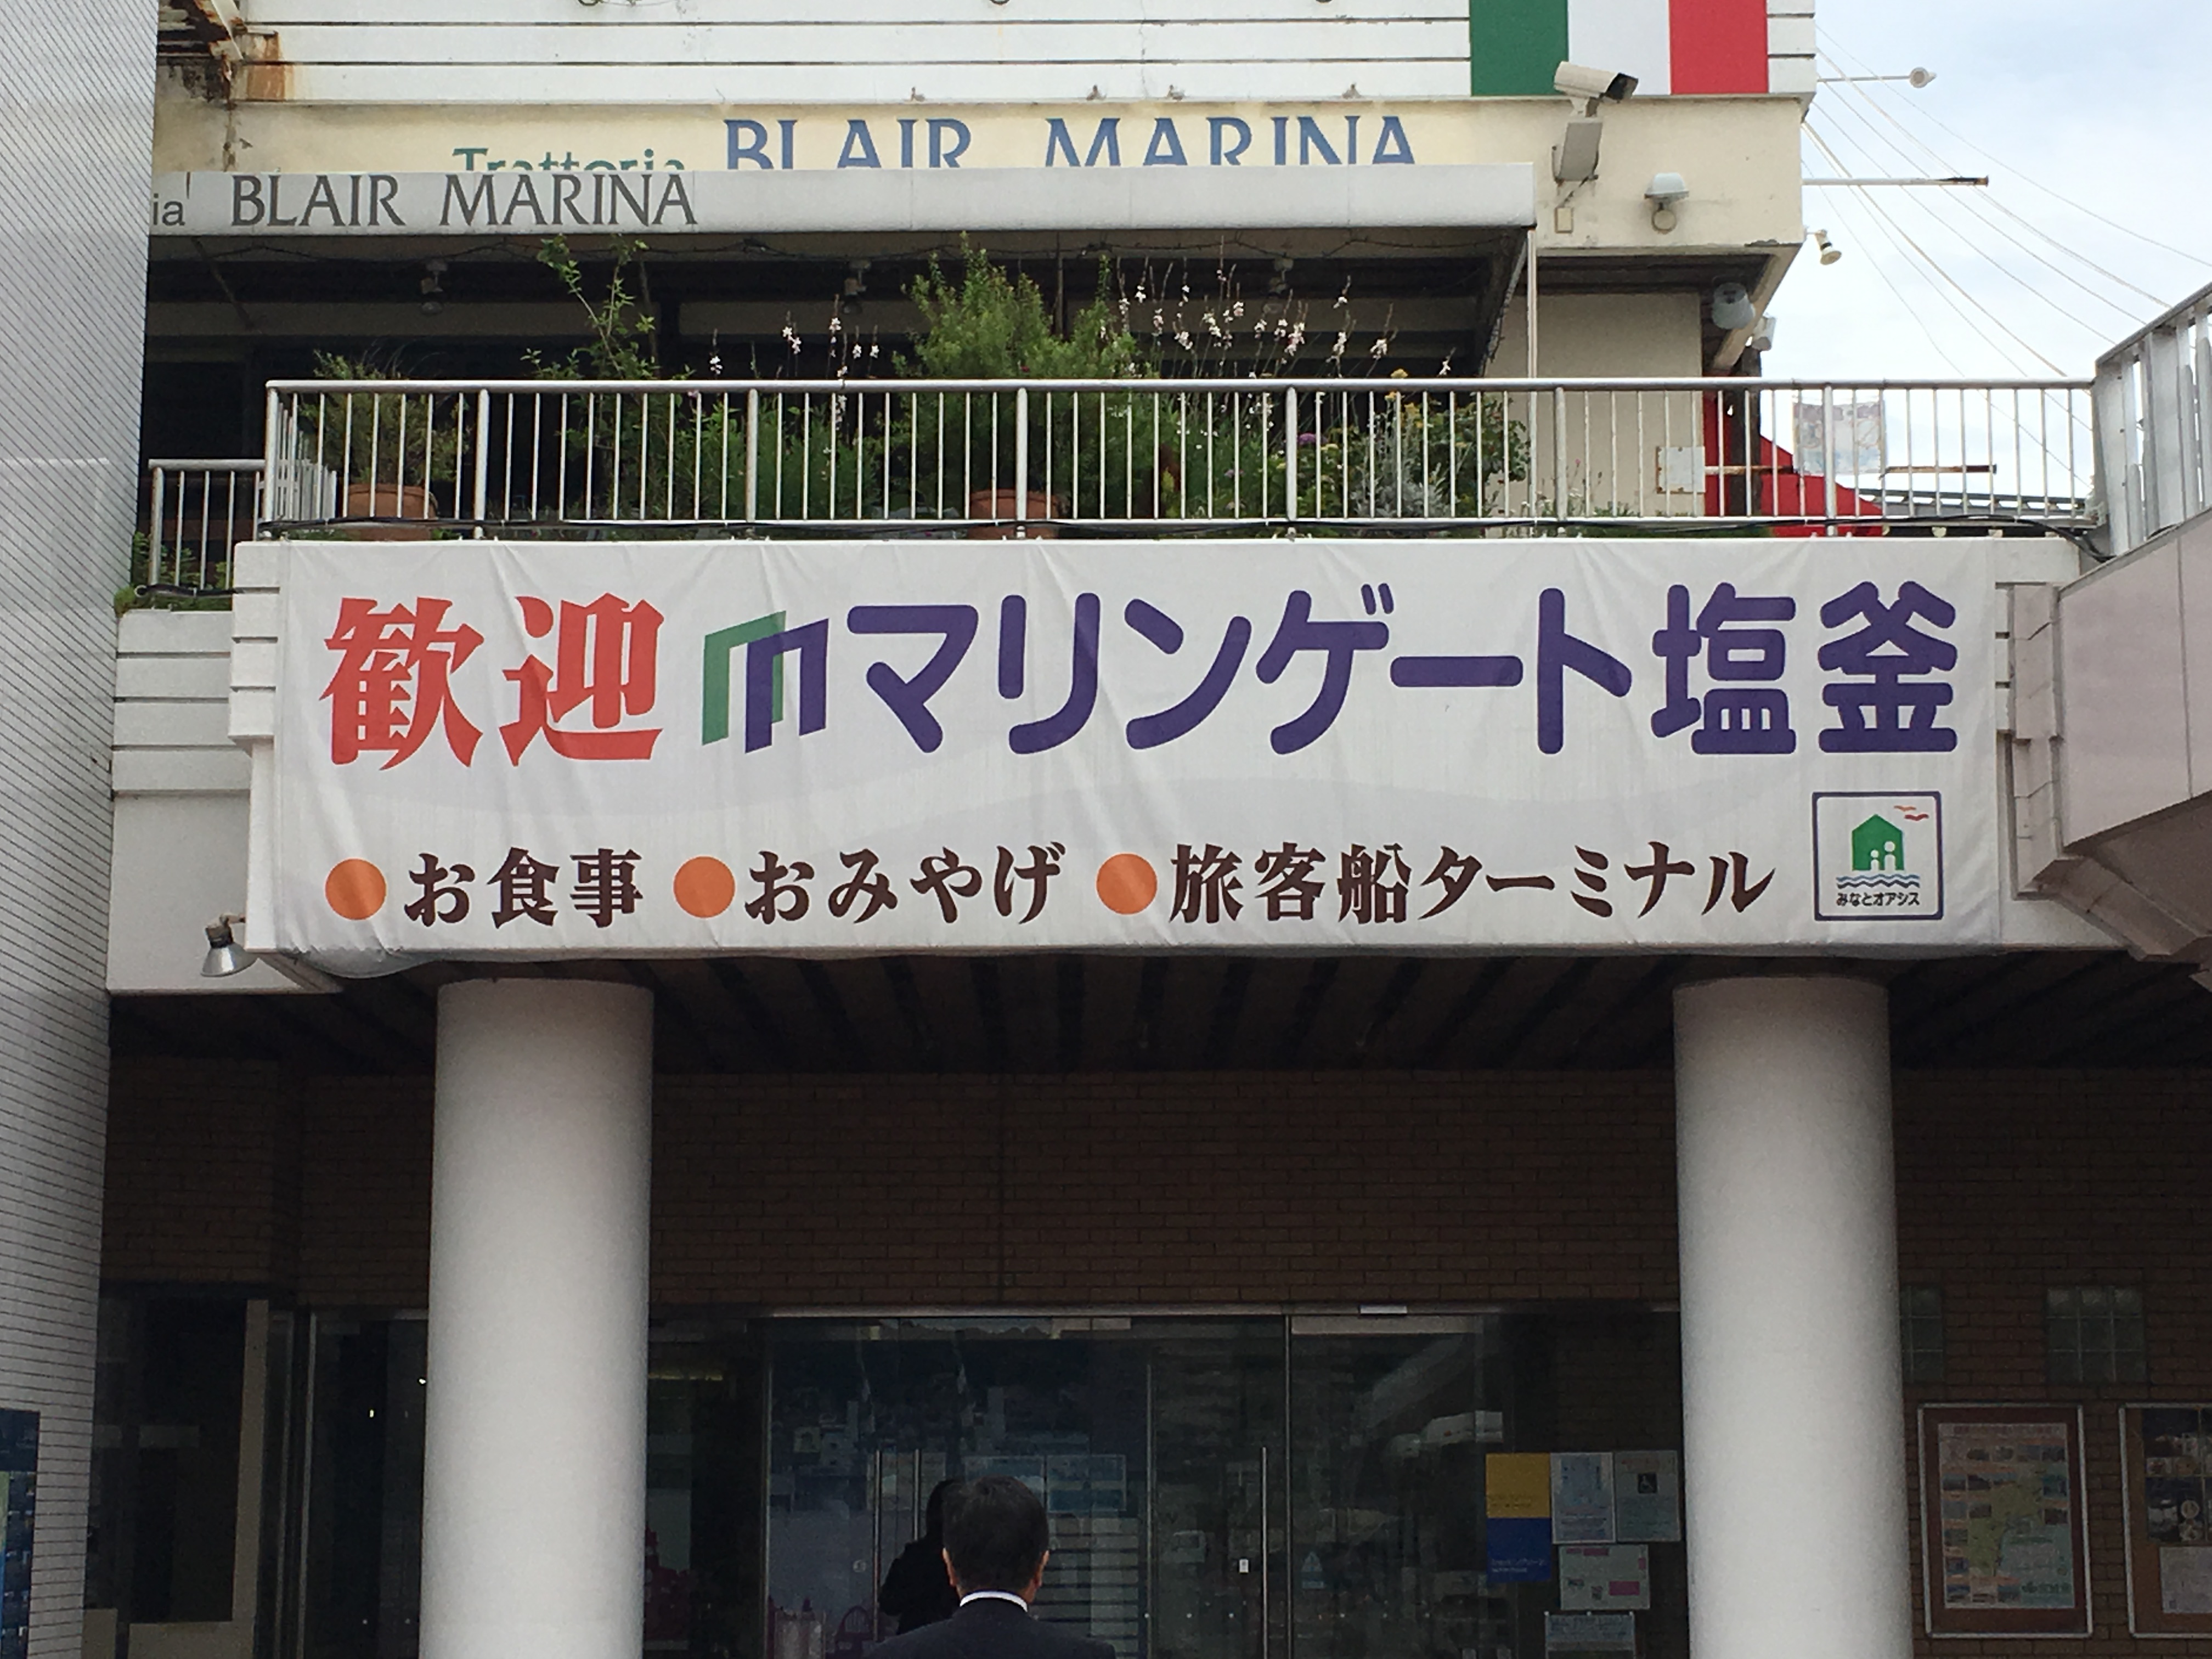 Trattoria BLAIR MARINA
ia BLAIR MARINA
歓迎 マリンゲート塩釜
●お食事 ●おみやげ ●旅客船ターミナル
みなとオアシス